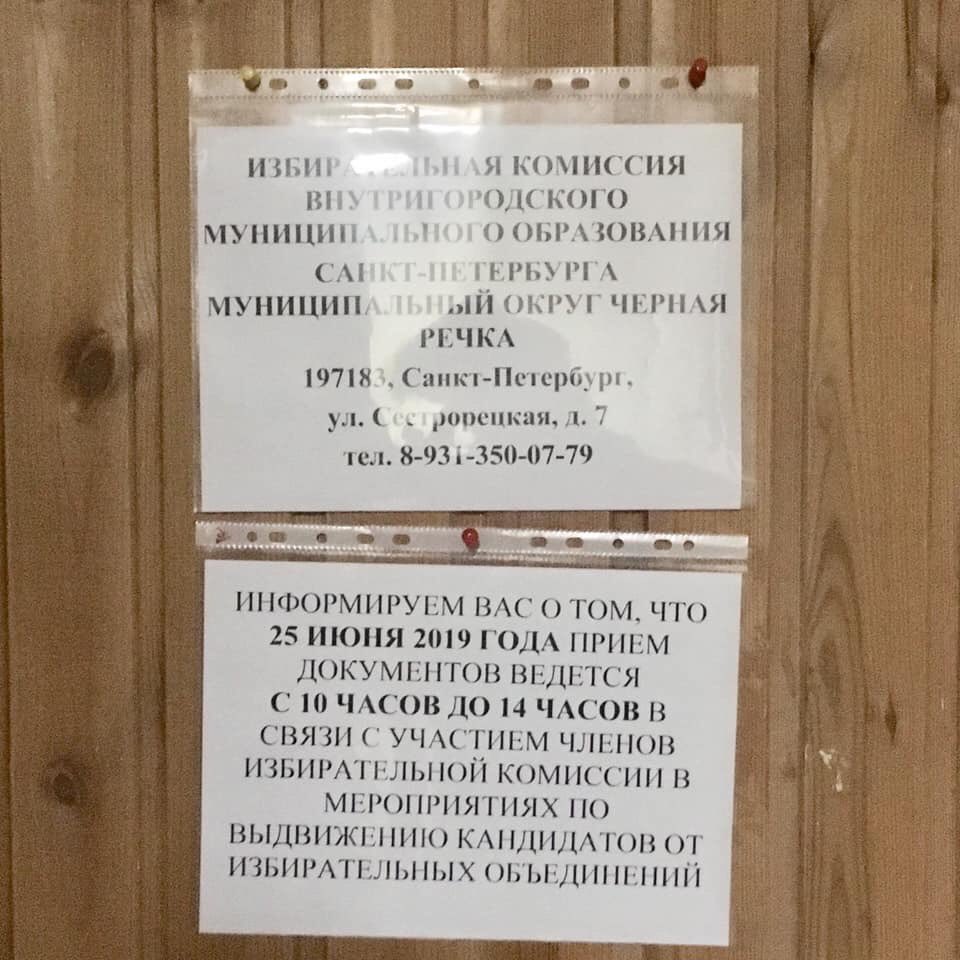 ИЗБИРАТЕЛЬНАЯ КОМИССИЯ
ВНУТРИГОРОДСКОГО
МУНИЦИПАЛЬНОГО ОБРАЗОВАНИЯ
САНКТ-ПЕТЕРБУРГА
МУНИЦИПАЛЬНЫЙ ОКРУГ ЧЕРНАЯ
РЕЧКА
197183, Санкт-Петербург,
ул. Сестрорецкая, д. 7
тел. 8-931-350-07-79
ИНФОРМИРУЕМ ВАС О ТОМ, ЧТО
25 ИЮНЯ 2019 ГОДА ПРИЕМ
ДОКУМЕНТОВ ВЕДЕТСЯ
С 10 ЧАСОВ ДО 14 ЧАСОВ В
СВЯЗИ С УЧАСТИЕМ ЧЛЕНОВ
ИЗБИРАТЕЛЬНОЙ КОМИССИИ В
МЕРОПРИЯТИЯХ ПО
ВЫДВИЖЕНИЮ КАНДИДАТОВ ОТ
ИЗБИРАТЕЛЬНЫХ ОБЪЕДИНЕНИЙ